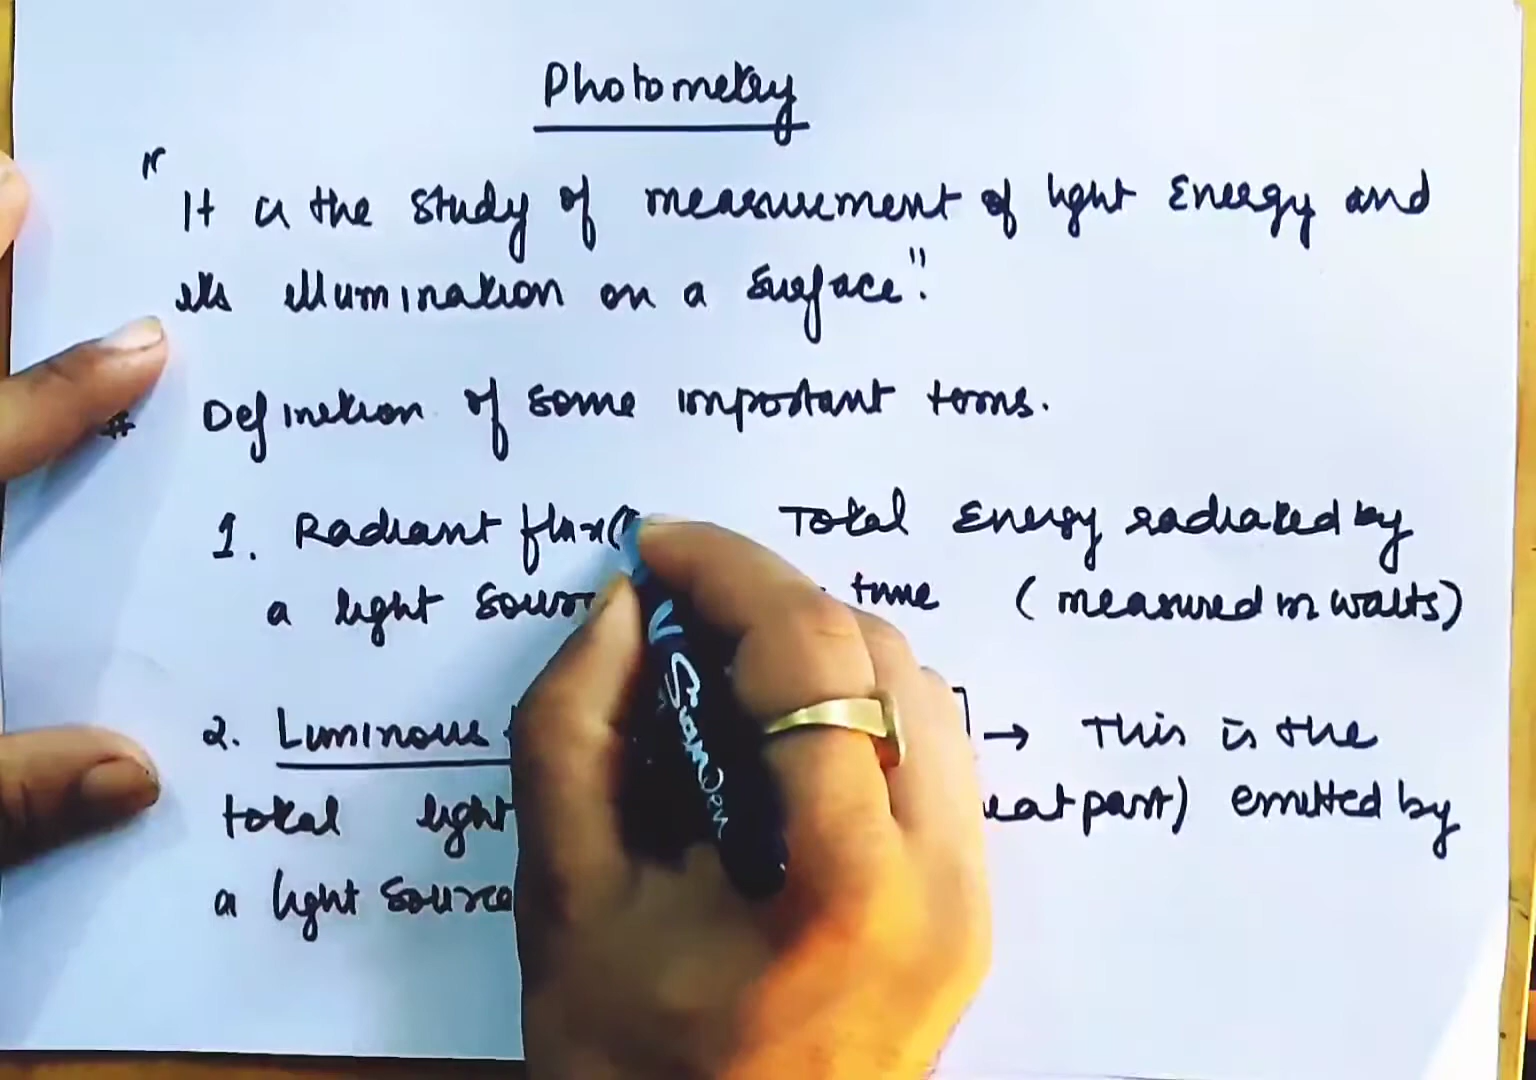 Photometry
" It is the study of measurement of light Energy and
its illumination on a surface".
# Definition of some important terms.
1. Radiant flux( Total Energy radiated by
a light time (measured in watts)
2. Luminous → This is the
total light part) emitted by
a light source